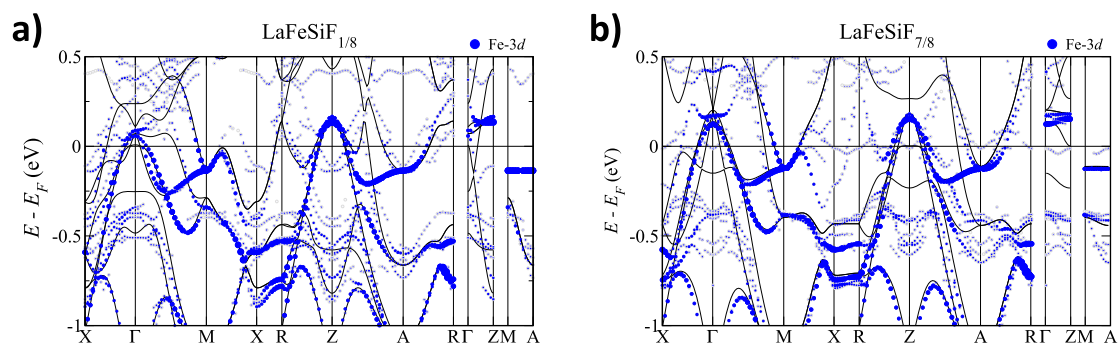 a)
LaFeSiF1/8
Fe-3d
E - EF (eV)
0.5
0
-0.5
-1
X Γ M X R Z A R Γ Z M A
b)
LaFeSiF7/8
Fe-3d
E - EF (eV)
0.5
0
-0.5
-1
X Γ M X R Z A R Γ Z M A